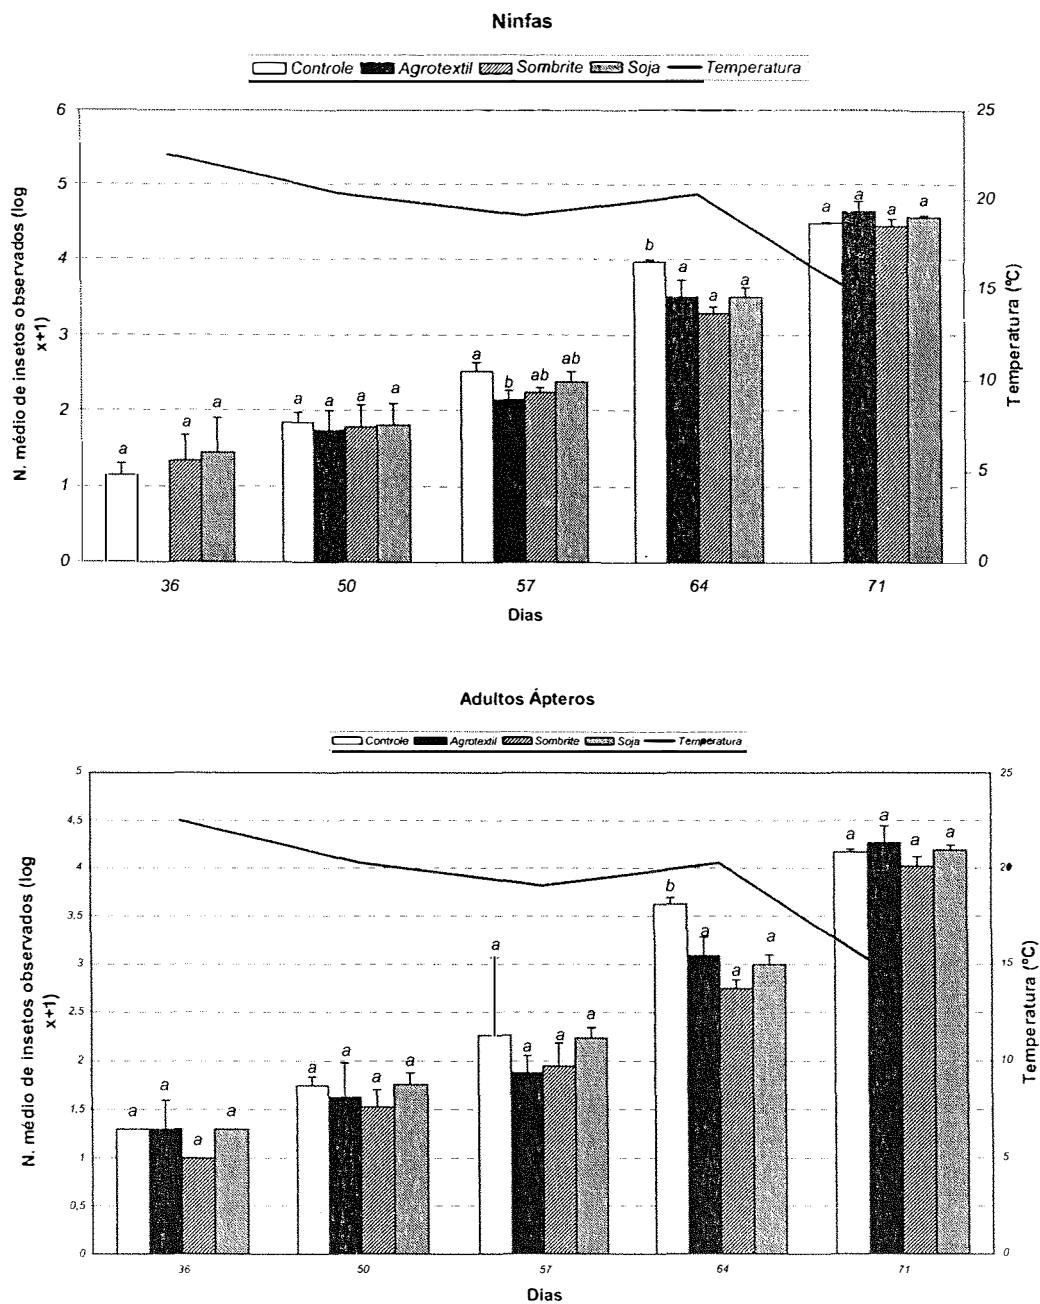 Ninfas
Controle Agrotextil Sombrite Soja Temperatura
6 25
5 20
4 15
3
2 10
1 5
0 0
N. médio de insetos observados (log
x+1)
Temperatura (ºC)
a a a
a a a a
a b ab ab
b a a a
a a a a
36 50 57 64 71
Dias
Adultos Ápteros
Controle Agrotextil Sombrite Soja Temperatura
5 25
4.5
4 20
3.5
3 15
2.5
2 10
1.5
1 5
0,5
0 0
N. médio de insetos observados (log
x+1)
Temperatura (ºC)
a a a a
a a a a
a a a a
b a a a
a a a a
36 50 57 64 71
Dias